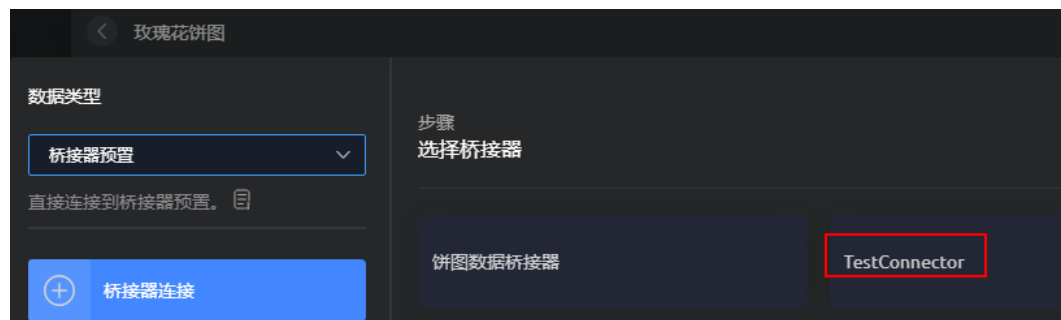 玫瑰花饼图
数据类型
桥接器预置
直接连接到桥接器预置。
桥接器连接
步骤
选择桥接器
饼图数据桥接器
TestConnector